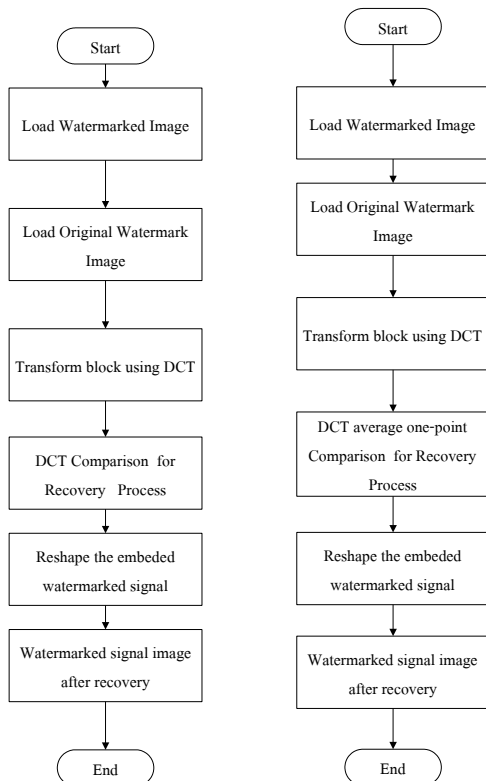 Start
Load Watermarked Image
Load Original Watermark
Image
Transform block using DCT
DCT Comparison for
Recovery Process
Reshape the embeded
watermarked signal
Watermarked signal image
after recovery
End
Start
Load Watermarked Image
Load Original Watermark
Image
Transform block using DCT
DCT average one-point
Comparison for Recovery
Process
Reshape the embeded
watermarked signal
Watermarked signal image
after recovery
End